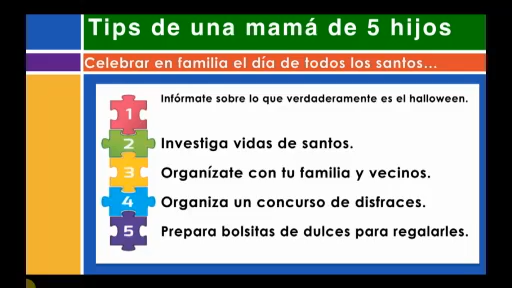 Tips de una mamá de 5 hijos
Celebrar en familia el día de todos los santos...
1 Infórmate sobre lo que verdaderamente es el halloween.
2 Investiga vidas de santos.
3 Organízate con tu familia y vecinos.
4 Organiza un concurso de disfraces.
5 Prepara bolsitas de dulces para regalarles.